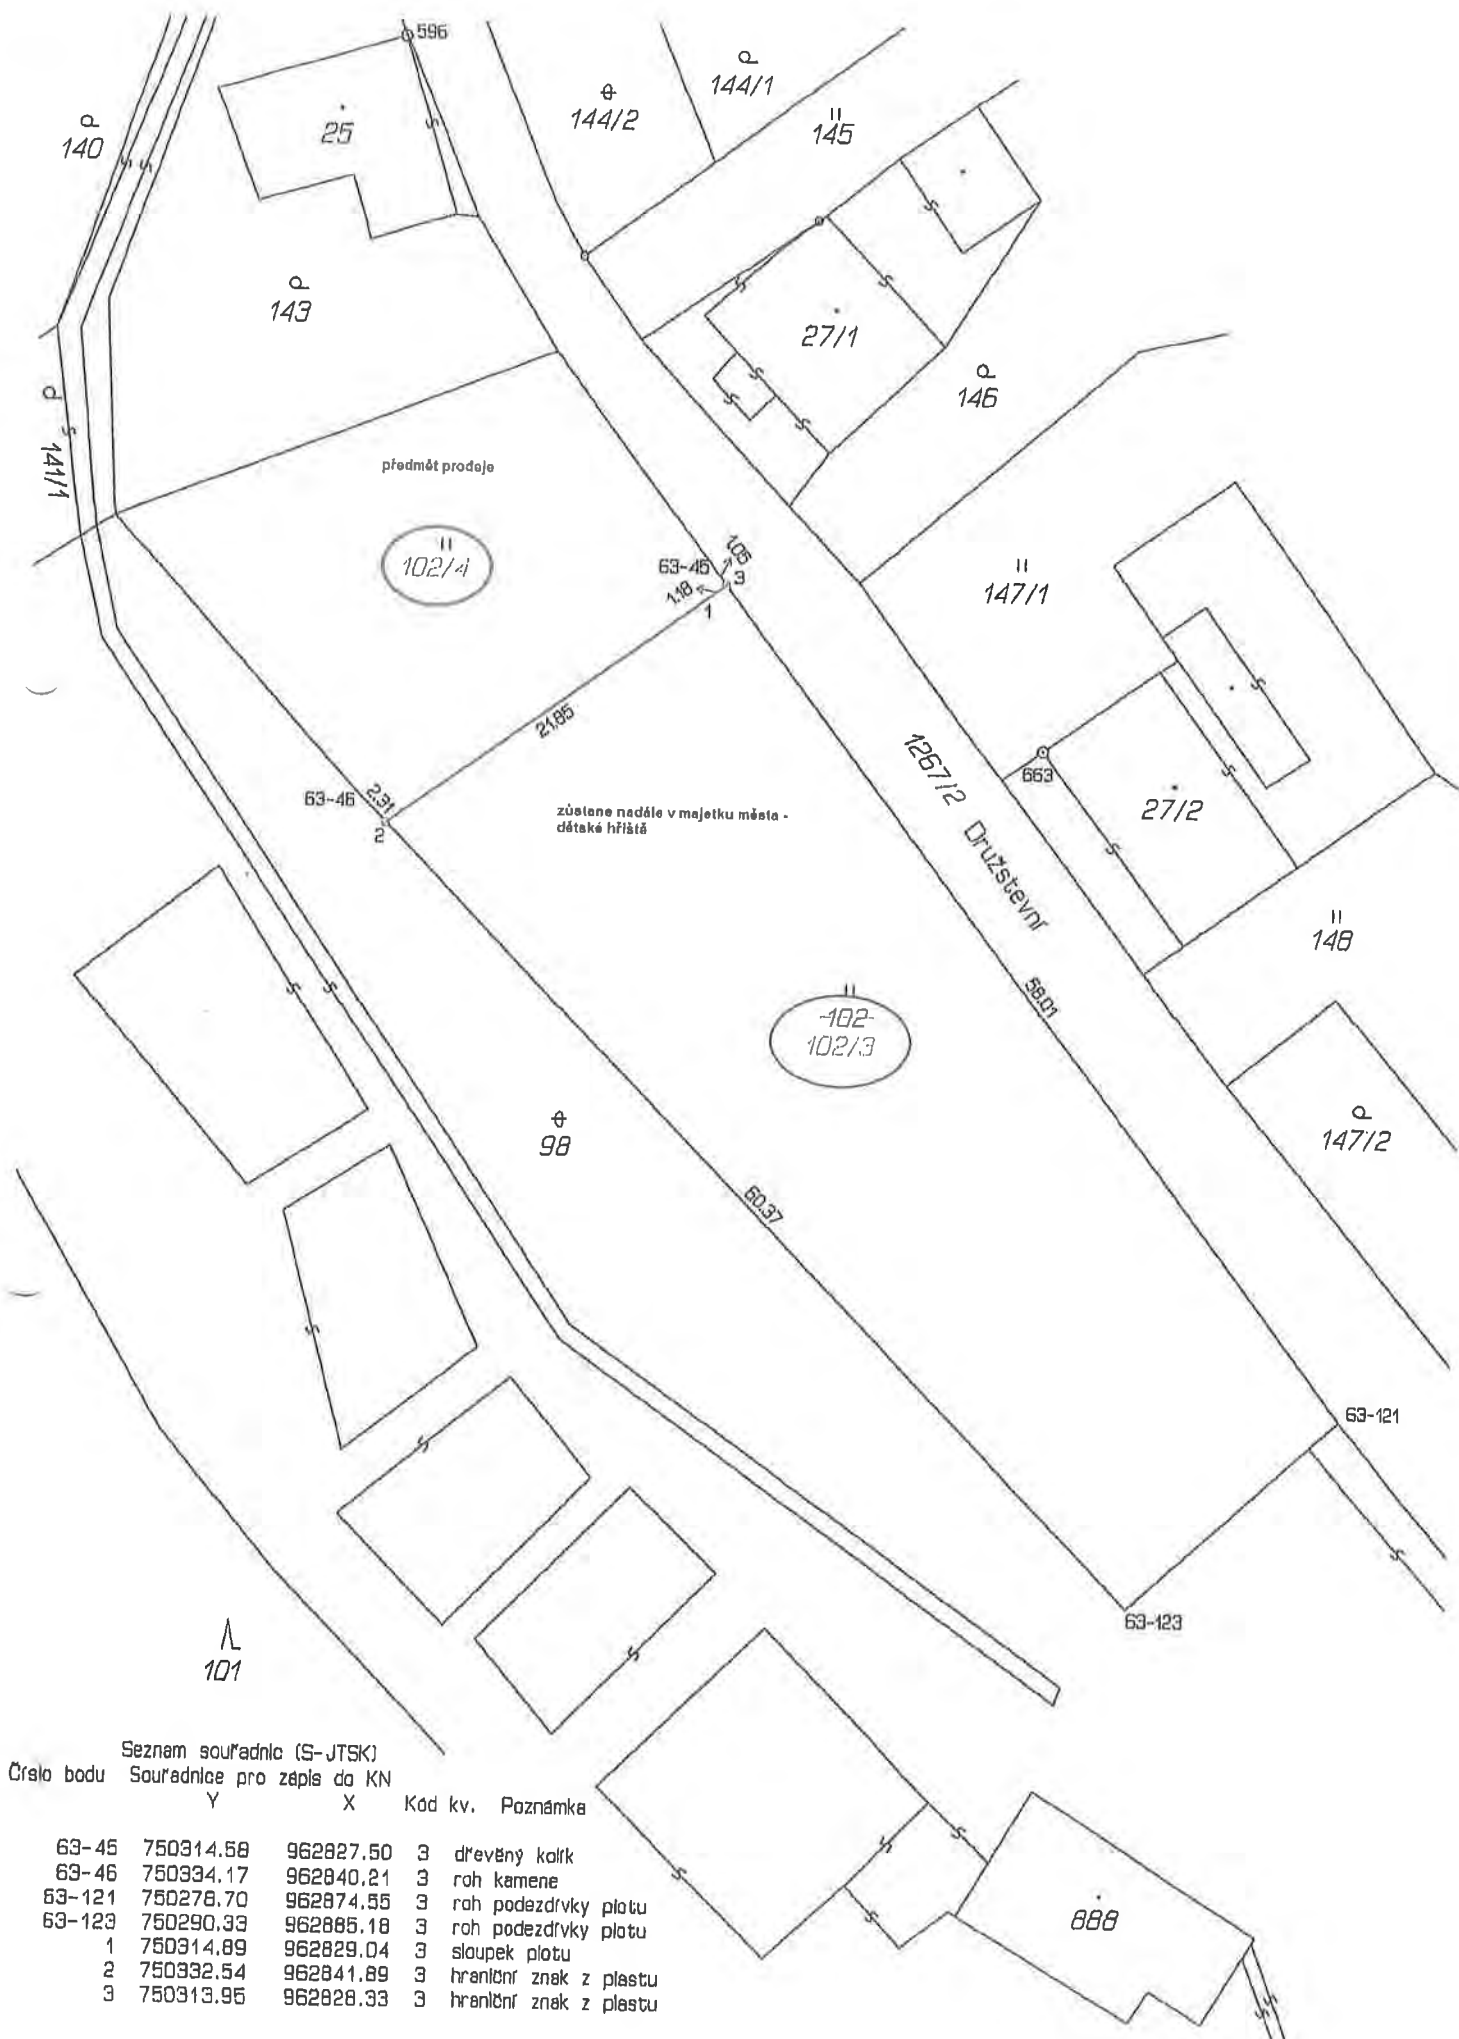 596
144/1
144/2
145
25
140
143
27/1
146
141/1
předmět prodeje
102/4
63-45
1.05
3
1.18
1
147/1
21.85
1267/2 Družstevní
663
27/2
63-46
2.31
2
zůstane nadále v majetku města -
dětské hřiště
148
58.01
102
102/3
98
147/2
60.37
63-121
63-123
101
Seznam souřadnic (S-JTSK)
Číslo bodu Souřadnice pro zápis do KN
Y X Kód kv. Poznámka
63-45 750314.58 962827.50 3 dřevěný kolík
63-46 750334.17 962840.21 3 roh kamene
63-121 750278.70 962874.55 3 roh podezdívky plotu
63-123 750290.33 962885.18 3 roh podezdívky plotu
1 750314.89 962829.04 3 sloupek plotu
2 750332.54 962841.89 3 hraniční znak z plastu
3 750313.95 962828.33 3 hraniční znak z plastu
888